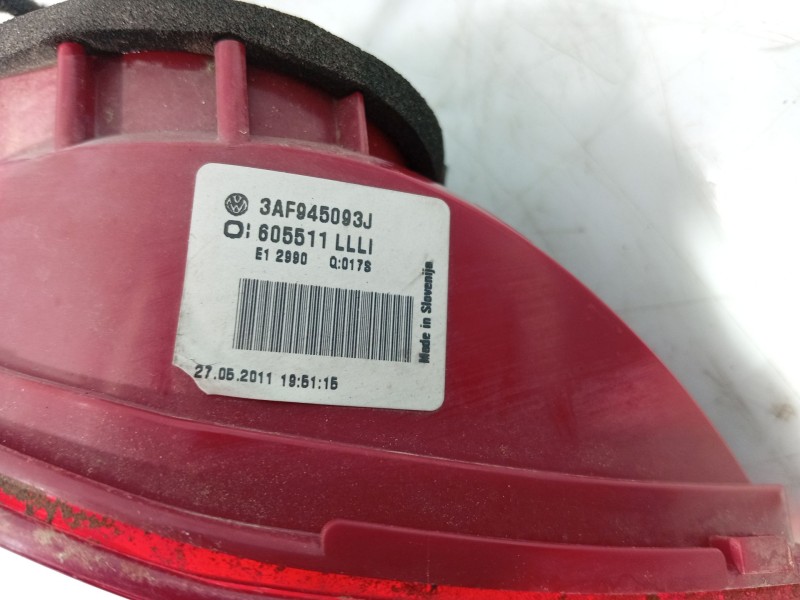 3AF945093J
605511 LLLI
E1 2990 Q:017S
27.05.2011 19:51:15
Made in Slovenija